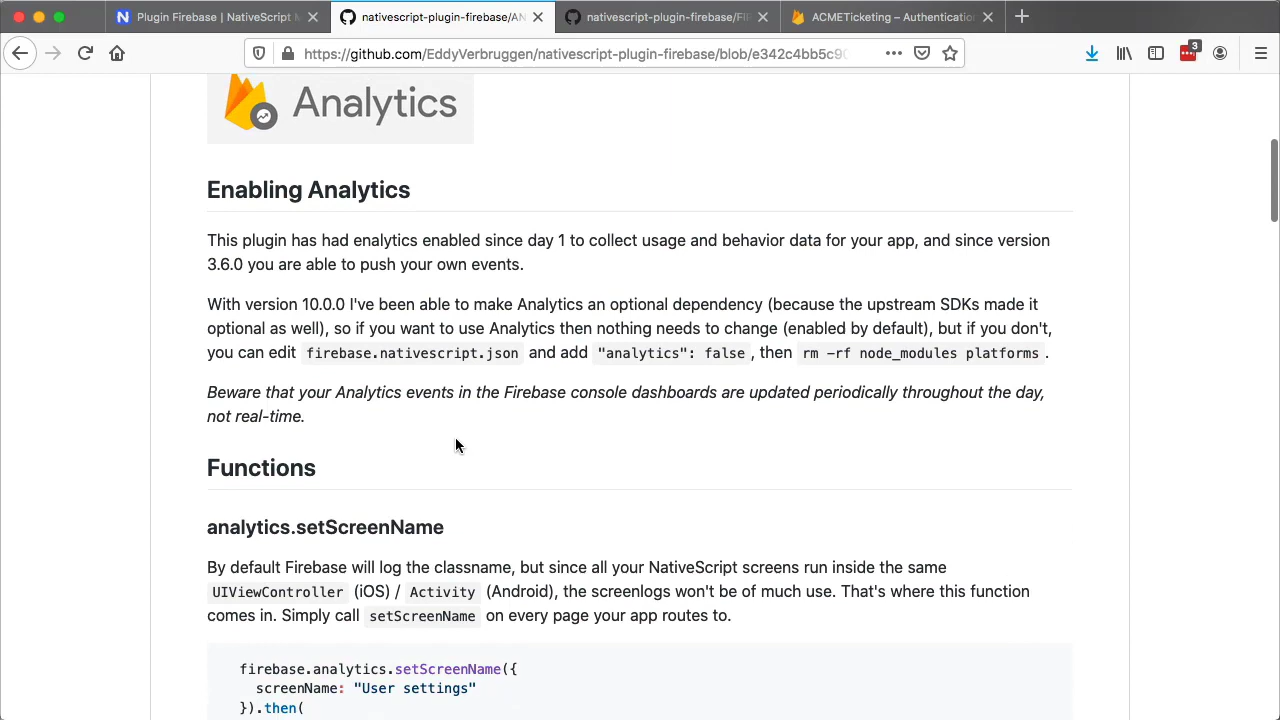 Plugin Firebase | NativeScript M
nativescript-plugin-firebase/AN
nativescript-plugin-firebase/FI
ACMETicketing – Authentication
https://github.com/EddyVerbruggen/nativescript-plugin-firebase/blob/e342c4bb5c90
3
Analytics
Enabling Analytics
This plugin has had enalytics enabled since day 1 to collect usage and behavior data for your app, and since version
3.6.0 you are able to push your own events.
With version 10.0.0 I've been able to make Analytics an optional dependency (because the upstream SDKs made it
optional as well), so if you want to use Analytics then nothing needs to change (enabled by default), but if you don't,
you can edit firebase.nativescript.json and add "analytics": false, then rm -rf node_modules platforms.
Beware that your Analytics events in the Firebase console dashboards are updated periodically throughout the day,
not real-time.
Functions
analytics.setScreenName
By default Firebase will log the classname, but since all your NativeScript screens run inside the same
UIViewController (iOS) / Activity (Android), the screenlogs won't be of much use. That's where this function
comes in. Simply call setScreenName on every page your app routes to.
firebase.analytics.setScreenName({
screenName: "User settings"
}).then(